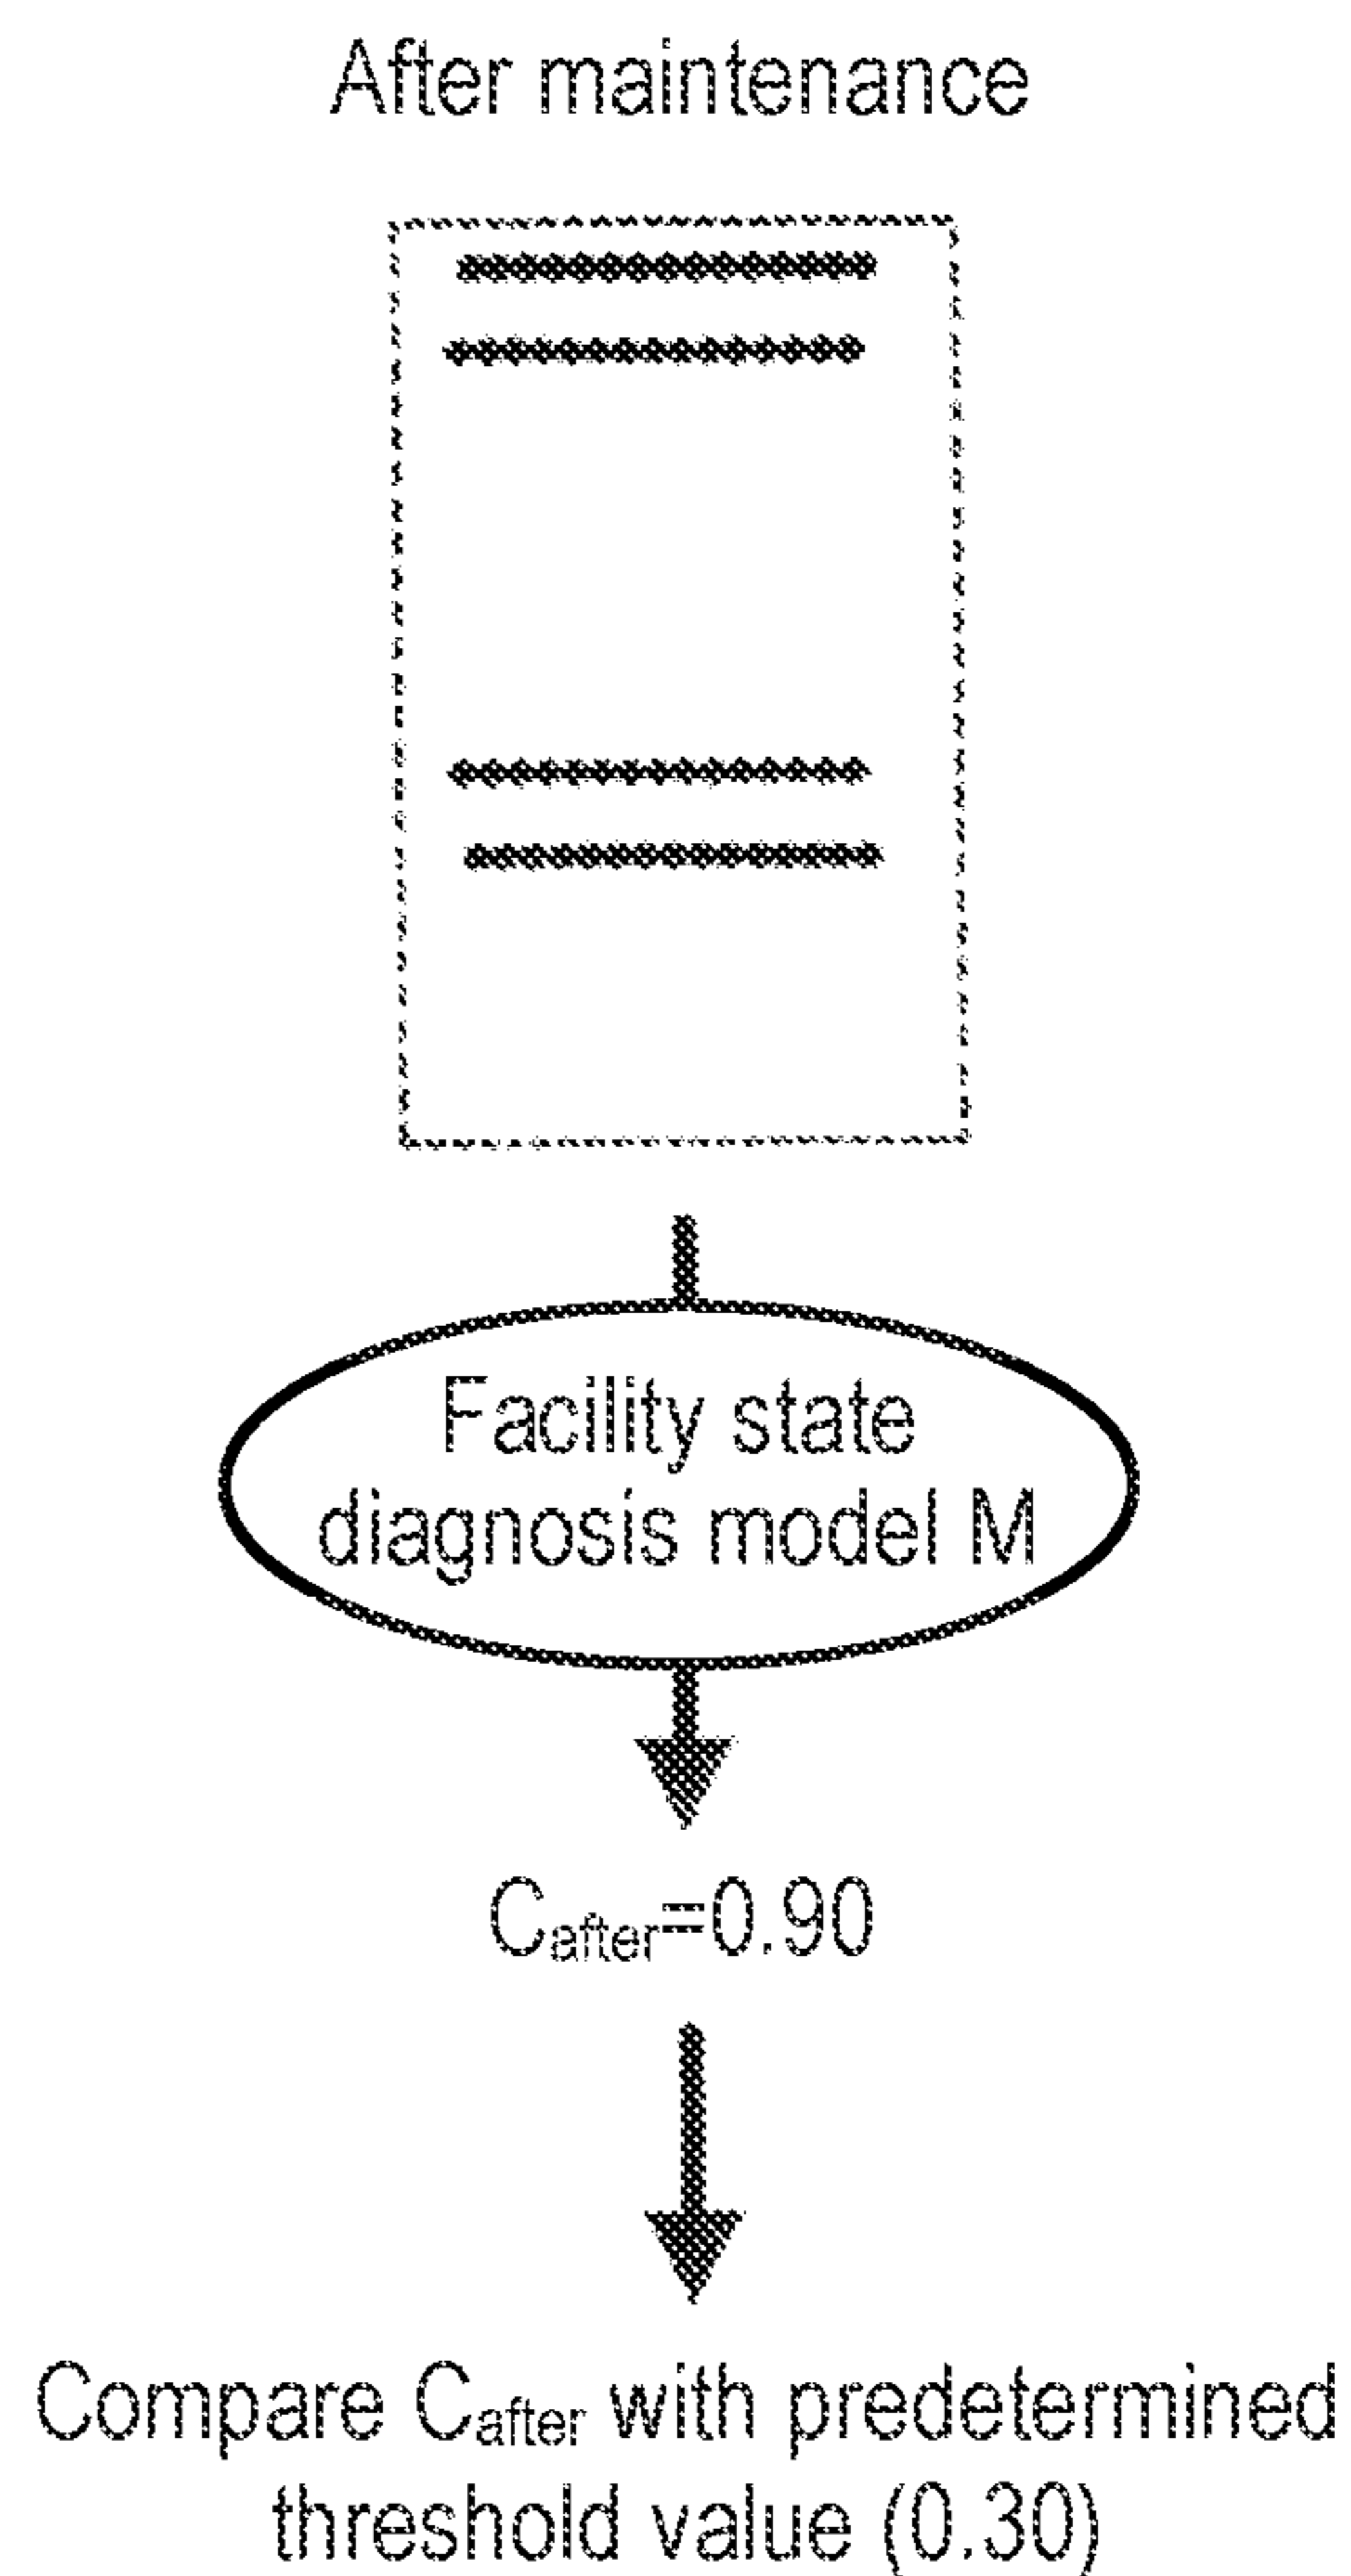 After maintenance
Facility state
diagnosis model M
Cafter=0.90
Compare Cafter with predetermined
threshold value (0.30)